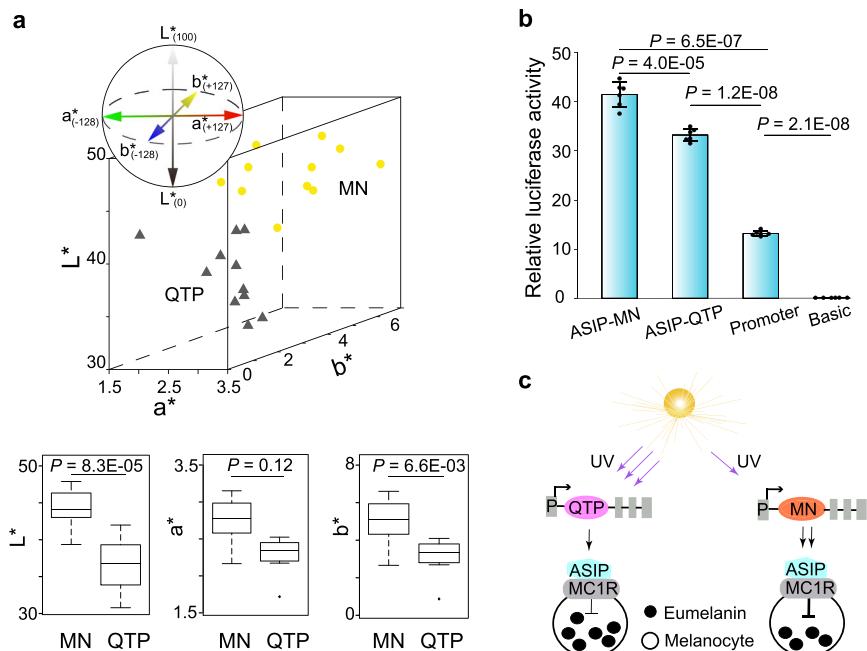 a
L*(100)
b*(+127)
a*(-128)
a*(+127)
b*(-128)
L*(0)
50
40
30
L*
MN
QTP
1.5
2.5
3.5
a*
0
2
4
6
b*
50
30
L*
P = 8.3E-05
MN
QTP
3.5
1.5
a*
P = 0.12
MN
QTP
8
0
b*
P = 6.6E-03
MN
QTP
b
Relative luciferase activity
50
40
30
20
10
0
P = 6.5E-07
P = 4.0E-05
P = 1.2E-08
P = 2.1E-08
ASIP-MN
ASIP-QTP
Promoter
Basic
c
UV
UV
P
QTP
P
MN
ASIP
MC1R
ASIP
MC1R
Eumelanin
Melanocyte